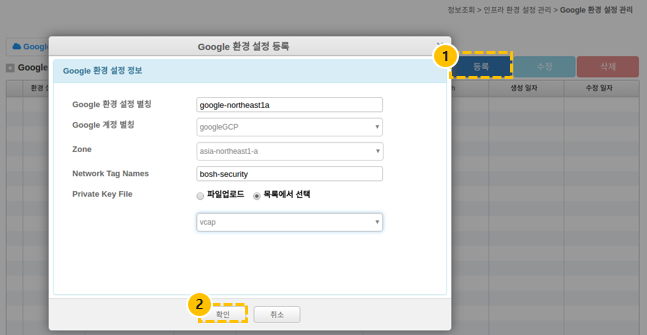 정보조회 > 인프라 환경 설정 관리 > Google 환경 설정 관리
Google
Google 환경 설정 등록
1
Google
Google 환경 설정 정보
등록
수정
삭제
환경
생성 일자
수정 일자
Google 환경 설정 별칭
google-northeast1a
Google 계정 별칭
googleGCP
Zone
asia-northeast1-a
Network Tag Names
bosh-security
Private Key File
파일업로드
목록에서 선택
vcap
2
확인
취소